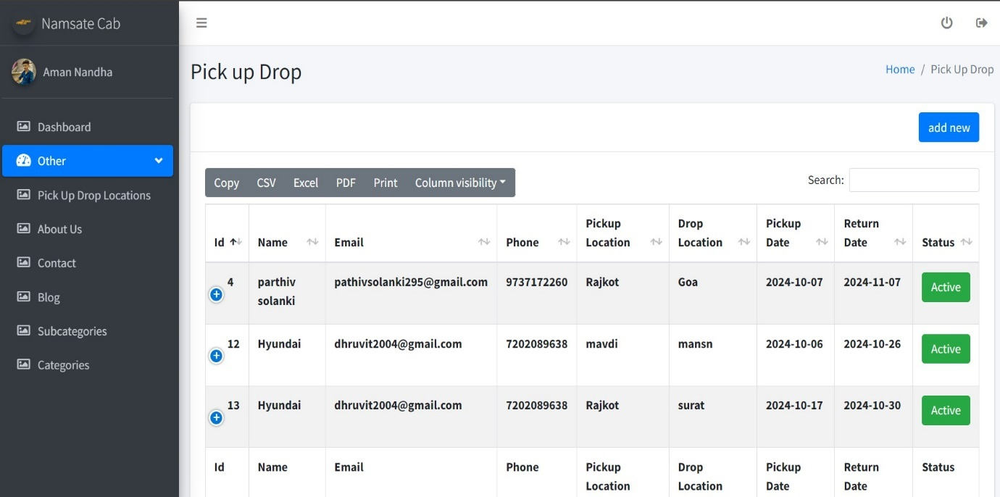 Namsate Cab
Aman Nandha
Dashboard
Other
Pick Up Drop Locations
About Us
Contact
Blog
Subcategories
Categories
Pick up Drop
Home / Pick Up Drop
add new
Copy CSV Excel PDF Print Column visibility
Search:
Id Name Email Phone Pickup Location Drop Location Pickup Date Return Date Status
4 parthiv solanki pathivsolanki295@gmail.com 9737172260 Rajkot Goa 2024-10-07 2024-11-07 Active
12 Hyundai dhruvit2004@gmail.com 7202089638 mavdi mansn 2024-10-06 2024-10-26 Active
13 Hyundai dhruvit2004@gmail.com 7202089638 Rajkot surat 2024-10-17 2024-10-30 Active
Id Name Email Phone Pickup Location Drop Location Pickup Date Return Date Status